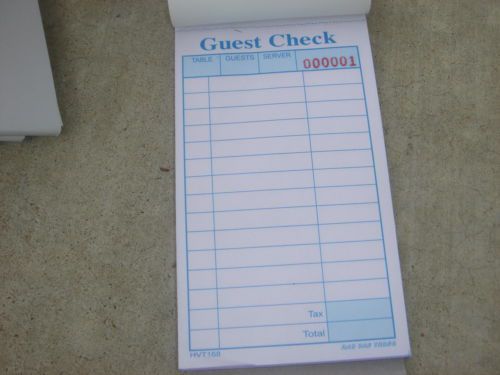 Guest Check
TABLE GUESTS SERVER 000001
Tax
Total
HVT168